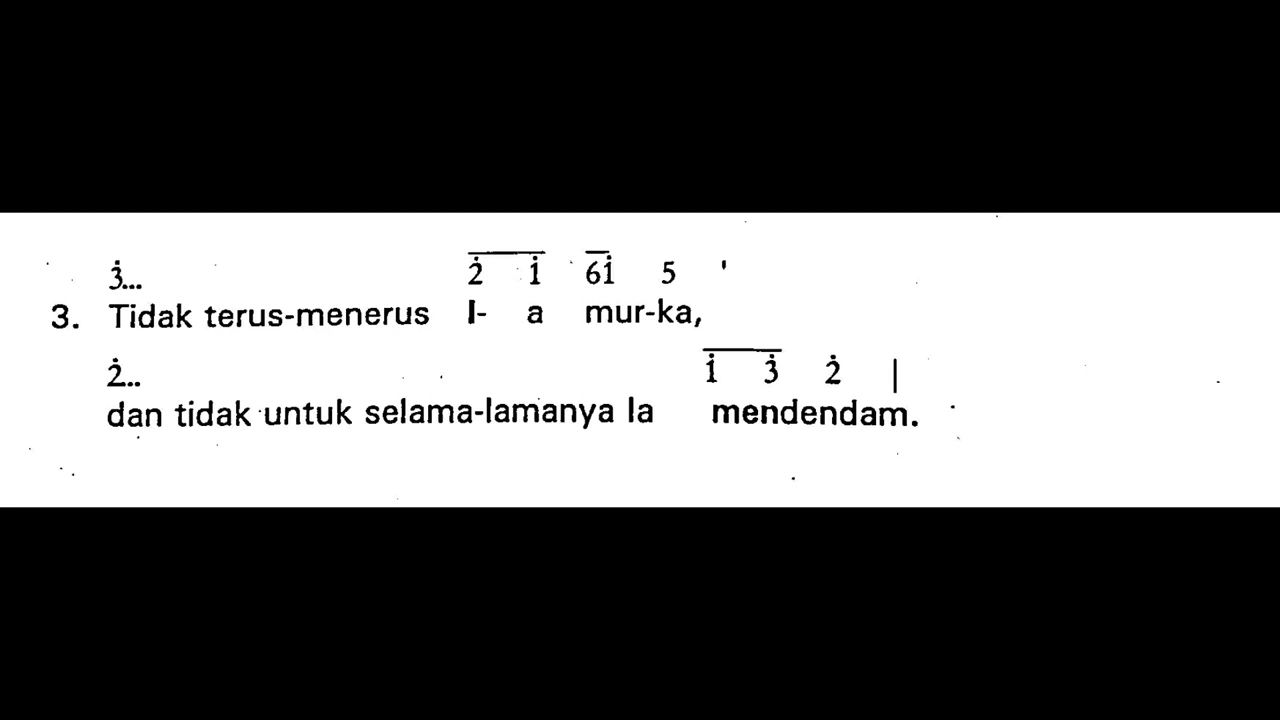 3̇... 2̇ 1̇ 61̇ 5 '
3. Tidak terus-menerus I- a mur-ka,
2̇.. 1̇ 3̇ 2̇ |
dan tidak untuk selama-lamanya Ia mendendam.